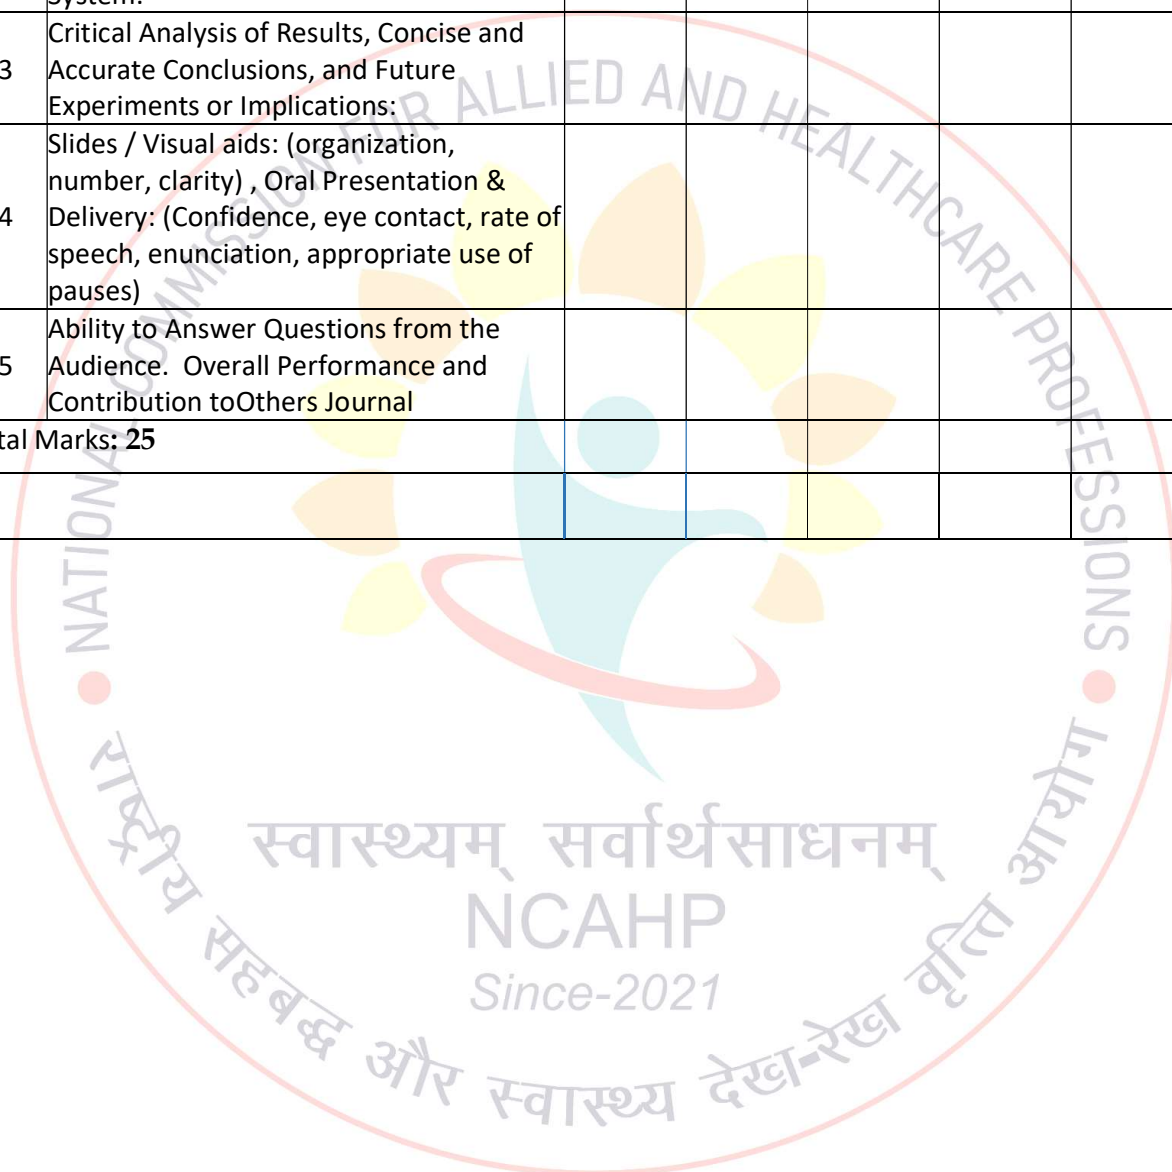 System.
Critical Analysis of Results, Concise and
3 Accurate Conclusions, and Future
Experiments or Implications:
Slides / Visual aids: (organization,
number, clarity) , Oral Presentation &
4 Delivery: (Confidence, eye contact, rate of
speech, enunciation, appropriate use of
pauses)
Ability to Answer Questions from the
5 Audience. Overall Performance and
Contribution toOthers Journal
tal Marks: 25
NATIONAL COMMISSION FOR ALLIED AND HEALTHCARE PROFESSIONS
स्वास्थ्यम् सर्वार्थसाधनम्
NCAHP
Since-2021
राष्ट्रीय सहबद्ध और स्वास्थ्य देख-रेख वृत्ति आयोग